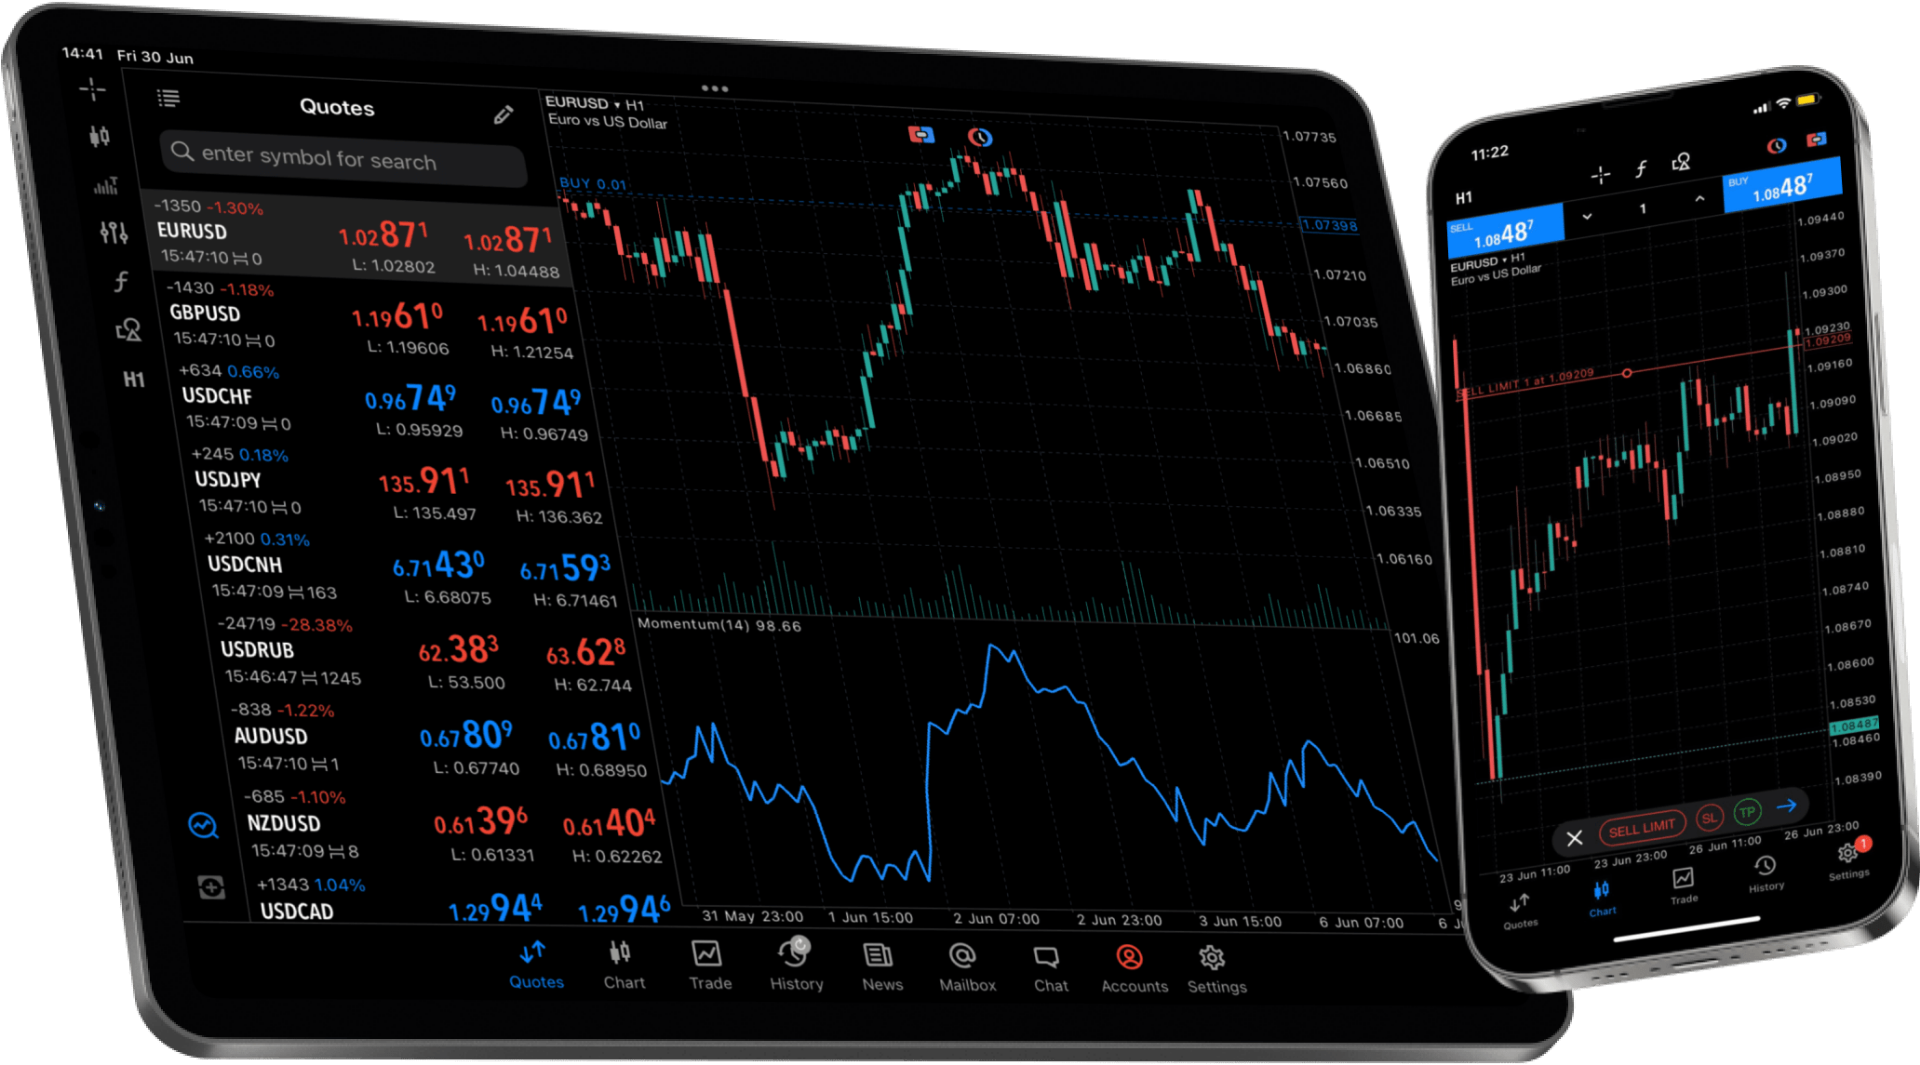 14:41 Fri 30 Jun
Quotes
enter symbol for search
-1350 -1.30%
EURUSD 1.02871 1.02871
15:47:10 0 L: 1.02802 H: 1.04488
-1430 -1.18%
GBPUSD 1.19610 1.19610
15:47:10 0 L: 1.19606 H: 1.21254
+634 0.66%
USDCHF 0.96749 0.96749
15:47:09 0 L: 0.95929 H: 0.96749
+245 0.18%
USDJPY 135.911 135.911
15:47:10 0 L: 135.497 H: 136.362
+2100 0.31%
USDCNH 6.71430 6.71593
15:47:09 163 L: 6.68075 H: 6.71461
-24719 -28.38%
USDRUB 62.383 63.628
15:46:47 1245 L: 53.500 H: 62.744
-838 -1.22%
AUDUSD 0.67809 0.67810
15:47:10 1 L: 0.67740 H: 0.68950
-685 -1.10%
NZDUSD 0.61396 0.61404
15:47:09 8 L: 0.61331 H: 0.62262
+1343 1.04%
USDCAD 1.29944 1.29946
H1
EURUSD ▾ H1
Euro vs US Dollar
BUY 0.01
1.07735
1.07560
1.07398
1.07210
1.07035
1.06860
1.06685
1.06510
1.06335
1.06160
Momentum(14) 98.66
101.06
31 May 23:00 1 Jun 15:00 2 Jun 07:00 2 Jun 23:00 3 Jun 15:00 6 Jun 07:00
Quotes Chart Trade History News Mailbox Chat Accounts Settings
11:22
H1
SELL 1.08487 1 BUY 1.08487
EURUSD ▾ H1
Euro vs US Dollar
SELL LIMIT 1 at 1.09209
1.09440
1.09370
1.09300
1.09230
1.09209
1.09160
1.09090
1.09020
1.08950
1.08880
1.08810
1.08740
1.08670
1.08600
1.08530
1.08487
1.08460
1.08390
SELL LIMIT SL TP
23 Jun 11:00 23 Jun 23:00 26 Jun 11:00 26 Jun 23:00
1
Quotes Chart Trade History Settings